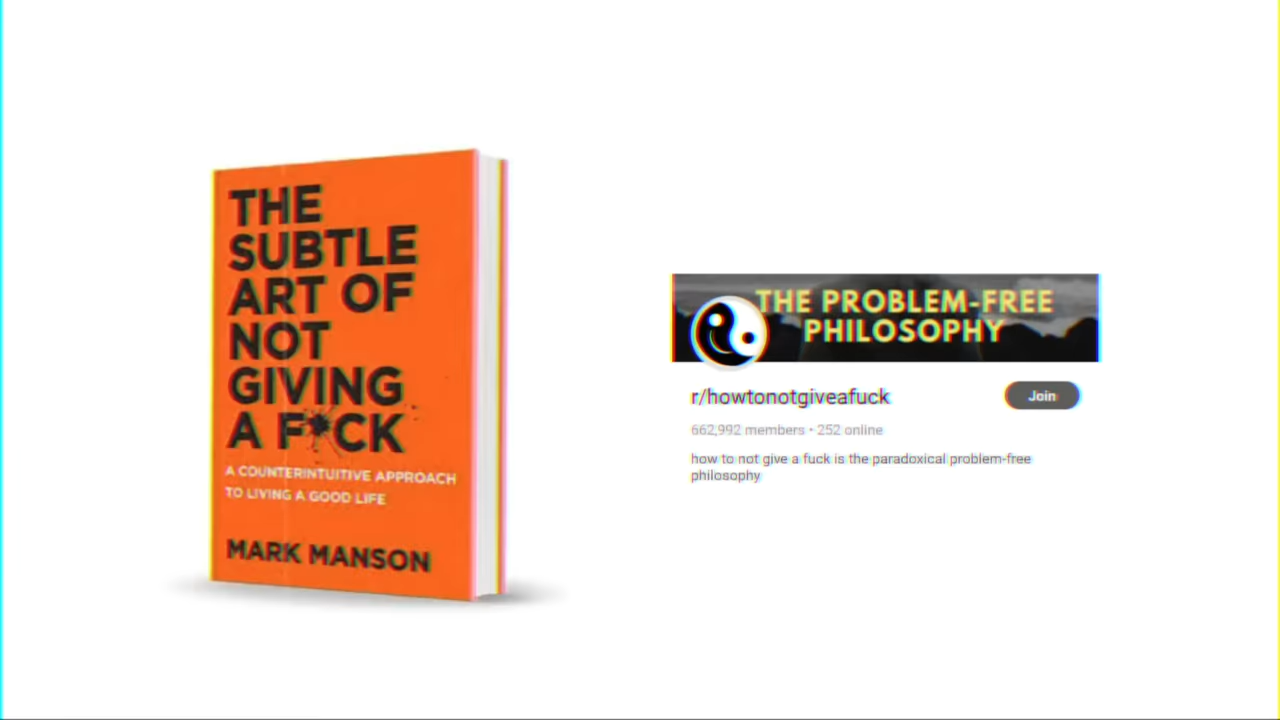 THE
SUBTLE
ART OF
NOT
GIVING
A F*CK
A COUNTERINTUITIVE APPROACH
TO LIVING A GOOD LIFE
MARK MANSON
THE PROBLEM-FREE
PHILOSOPHY
r/howtonotgiveafuck
Join
662,992 members • 252 online
how to not give a fuck is the paradoxical problem-free
philosophy